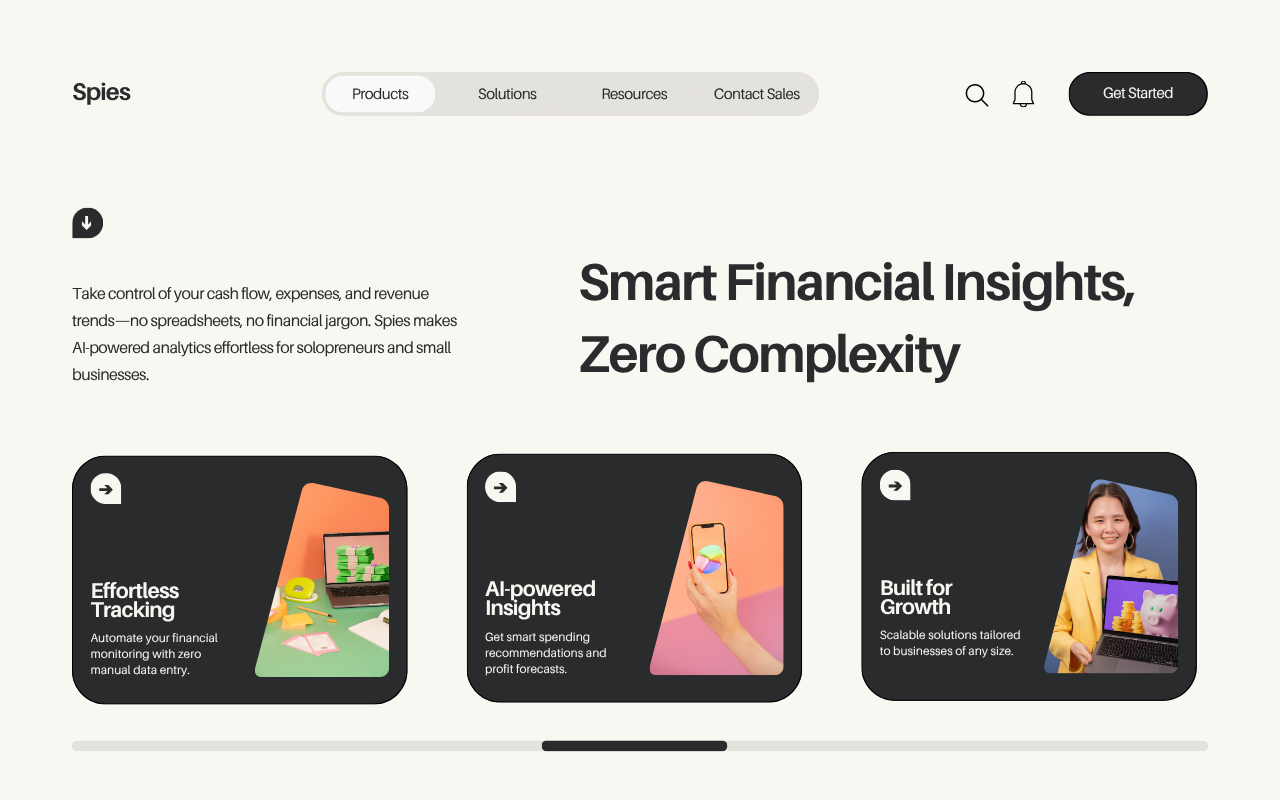 Spies
Products
Solutions
Resources
Contact Sales
Get Started
Take control of your cash flow, expenses, and revenue
trends—no spreadsheets, no financial jargon. Spies makes
AI-powered analytics effortless for solopreneurs and small
businesses.
Smart Financial Insights,
Zero Complexity
Effortless
Tracking
Automate your financial
monitoring with zero
manual data entry.
AI-powered
Insights
Get smart spending
recommendations and
profit forecasts.
Built for
Growth
Scalable solutions tailored
to businesses of any size.